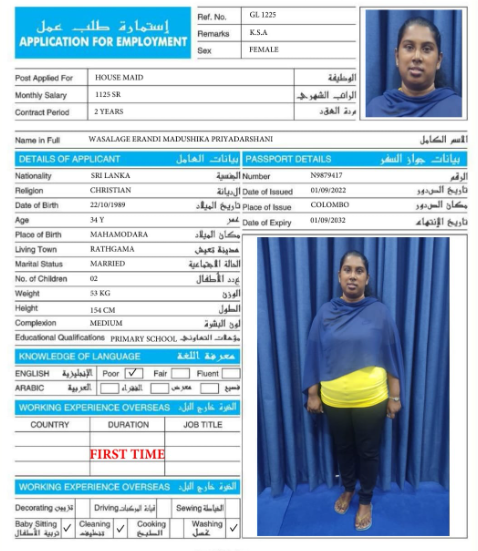 إستمارة طلب عمل
APPLICATION FOR EMPLOYMENT
Ref. No. GL 1225
Remarks K.S.A
Sex FEMALE
Post Applied For HOUSE MAID الوظيفة
Monthly Salary 1125 SR الراتب الشهري
Contract Period 2 YEARS مدة العقد
Name in Full WASALAGE ERANDI MADUSHIKA PRIYADARSHANI الاسم الكامل
DETAILS OF APPLICANT بيانات العامل PASSPORT DETAILS بيانات جواز السفر
Nationality SRI LANKA الجنسية Number N9879417 الرقم
Religion CHRISTIAN الديانة Date of Issued 01/09/2022 تاريخ الصدور
Date of Birth 22/10/1989 تاريخ الميلاد Place of Issue COLOMBO مكان الصدور
Age 34 Y عمر Date of Expiry 01/09/2032 تاريخ الإنتهاء
Place of Birth MAHAMODARA مكان الميلاد
Living Town RATHGAMA مدينة تعيش
Marital Status MARRIED الحالة الاجتماعية
No. of Children 02 عدد الأطفال
Weight 53 KG الوزن
Height 154 CM الطول
Complexion MEDIUM لون البشرة
Educational Qualifications PRIMARY SCHOOL مؤهلات
KNOWLEDGE OF LANGUAGE معرفة اللغة
ENGLISH الإنجليزية Poor ✓ Fair Fluent
ARABIC العربية
WORKING EXPERIENCE OVERSEAS الخبرة خارج البلد
COUNTRY DURATION JOB TITLE
FIRST TIME
WORKING EXPERIENCE OVERSEAS الخبرة خارج البلد
Decorating Driving Sewing الخياطة
Baby Sitting ✓ Cleaning ✓ Cooking Washing ✓
تربية الأطفال تنظيف الطبخ غسل